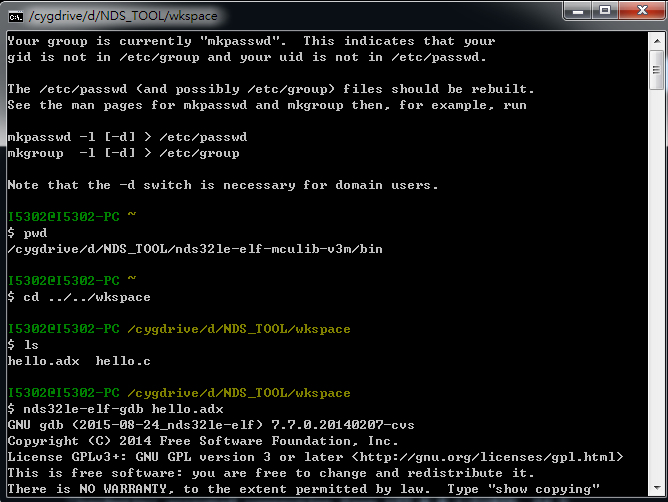 /cygdrive/d/NDS_TOOL/wkspace
Your group is currently "mkpasswd".  This indicates that your
gid is not in /etc/group and your uid is not in /etc/passwd.
The /etc/passwd (and possibly /etc/group) files should be rebuilt.
See the man pages for mkpasswd and mkgroup then, for example, run
mkpasswd -l [-d] > /etc/passwd
mkgroup  -l [-d] > /etc/group
Note that the -d switch is necessary for domain users.
I5302@I5302-PC ~
$ pwd
/cygdrive/d/NDS_TOOL/nds32le-elf-mculib-v3m/bin
I5302@I5302-PC ~
$ cd ../../wkspace
I5302@I5302-PC /cygdrive/d/NDS_TOOL/wkspace
$ ls
hello.adx  hello.c
I5302@I5302-PC /cygdrive/d/NDS_TOOL/wkspace
$ nds32le-elf-gdb hello.adx
GNU gdb (2015-08-24_nds32le-elf) 7.7.0.20140207-cvs
Copyright (C) 2014 Free Software Foundation, Inc.
License GPLv3+: GNU GPL version 3 or later <http://gnu.org/licenses/gpl.html>
This is free software: you are free to change and redistribute it.
There is NO WARRANTY, to the extent permitted by law.  Type "show copying"